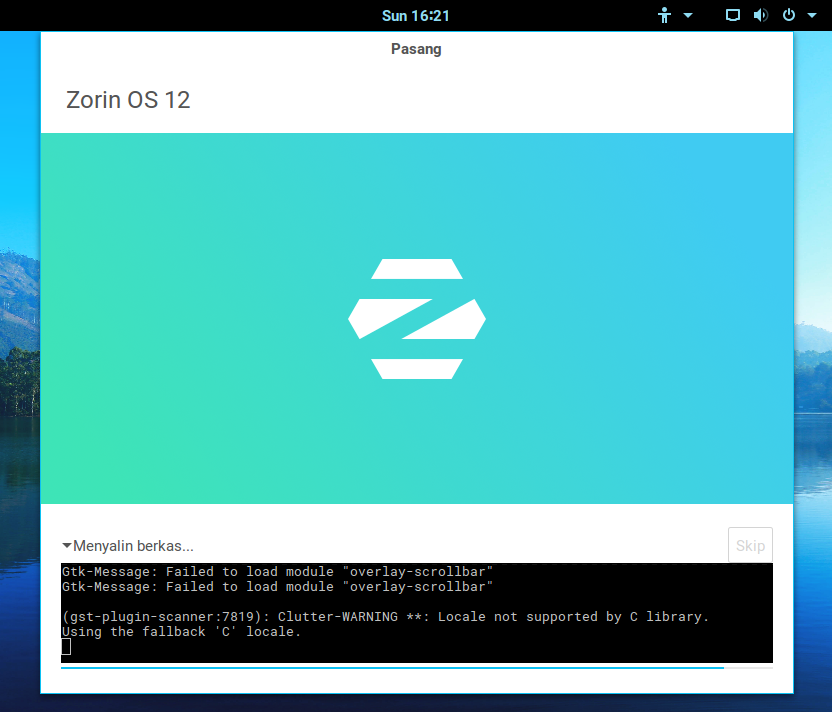 Sun 16:21
Pasang
Zorin OS 12
Menyalin berkas...
Skip
Gtk-Message: Failed to load module "overlay-scrollbar"
Gtk-Message: Failed to load module "overlay-scrollbar"
(gst-plugin-scanner:7819): Clutter-WARNING **: Locale not supported by C library.
Using the fallback 'C' locale.